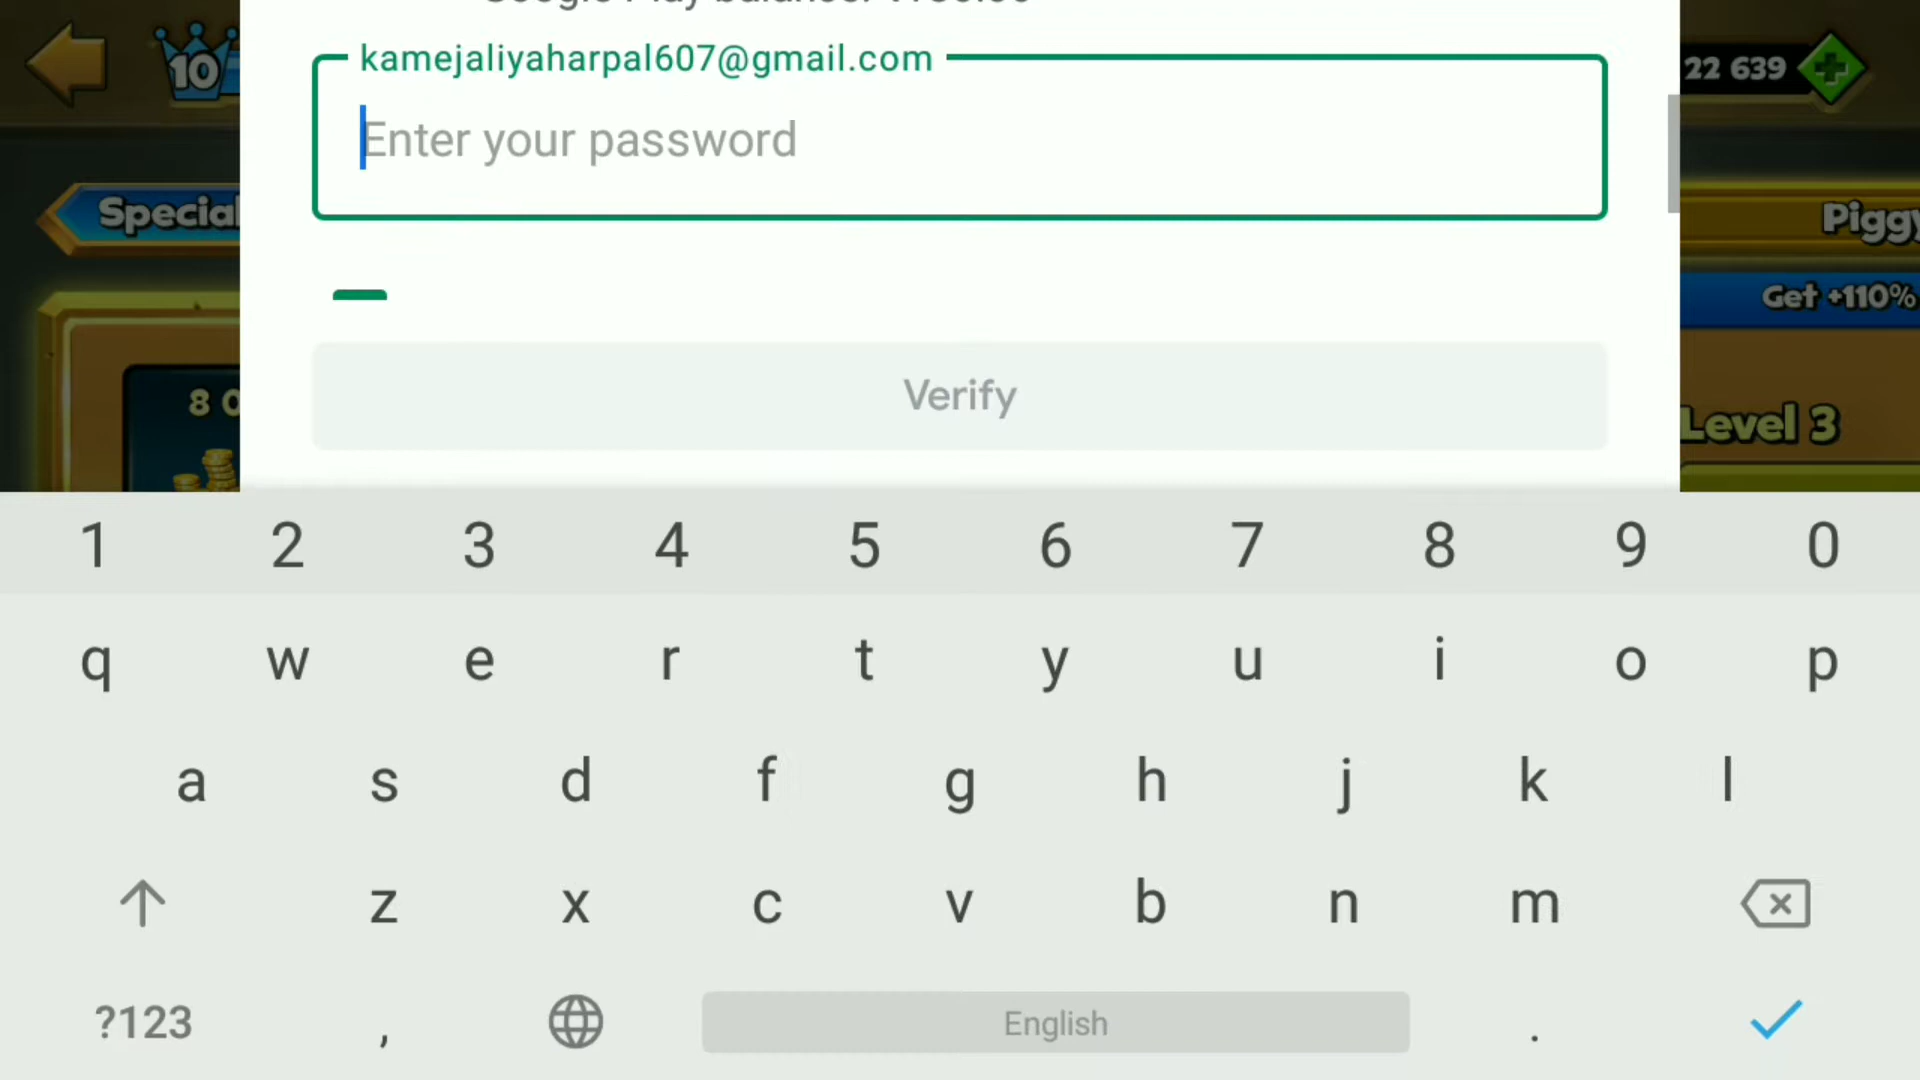 kamejaliyaharpal607@gmail.com
10
22 639
Enter your password
Special
Piggy
Get +110%
8 0
Verify
Level 3
1 2 3 4 5 6 7 8 9 0
q w e r t y u i o p
a s d f g h j k l
z x c v b n m
?123 , English .